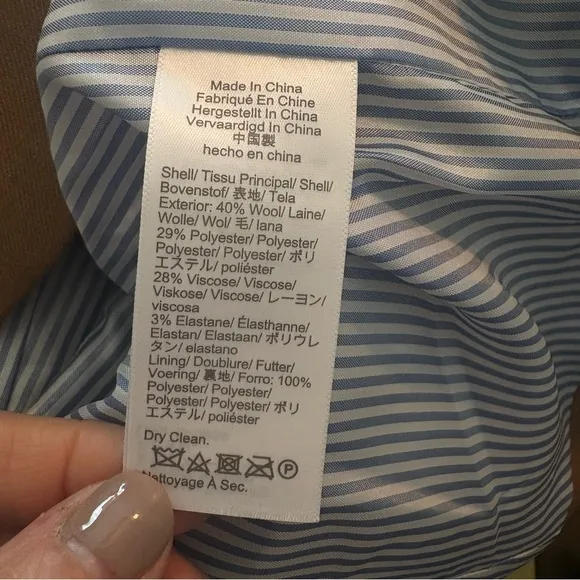 Made In China
Fabriqué En Chine
Hergestellt In China
Vervaardigd In China
中国製
hecho en china
Shell/ Tissu Principal/ Shell/
Bovenstof/ 表地/ Tela
Exterior: 40% Wool/ Laine/
Wolle/ Wol/ 毛/ lana
29% Polyester/ Polyester/
Polyester/ Polyester/ ポリ
エステル/ poliéster
28% Viscose/ Viscose/
Viskose/ Viscose/ レーヨン/
viscosa
3% Elastane/ Élasthanne/
Elastan/ Elastaan/ ポリウレ
タン/ elastano
Lining/ Doublure/ Futter/
Voering/ 裏地/ Forro: 100%
Polyester/ Polyester/
Polyester/ Polyester/ ポリ
エステル/ poliéster
Dry Clean.
P
Nettoyage À Sec.